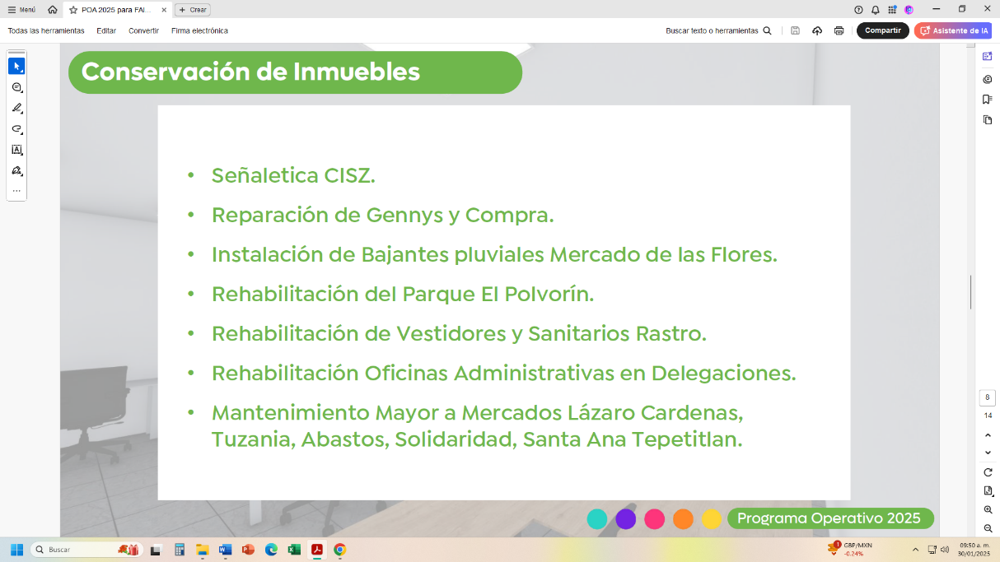 Menú
POA 2025 para FAI...
Crear
Todas las herramientas
Editar
Convertir
Firma electrónica
Buscar texto o herramientas
Compartir
Asistente de IA
Conservación de Inmuebles
• Señaletica CISZ.
• Reparación de Gennys y Compra.
• Instalación de Bajantes pluviales Mercado de las Flores.
• Rehabilitación del Parque El Polvorín.
• Rehabilitación de Vestidores y Sanitarios Rastro.
• Rehabilitación Oficinas Administrativas en Delegaciones.
• Mantenimiento Mayor a Mercados Lázaro Cardenas,
Tuzania, Abastos, Solidaridad, Santa Ana Tepetitlan.
8
14
Programa Operativo 2025
Buscar
1
GBP/MXN
-0.24%
09:50 a. m.
30/01/2025